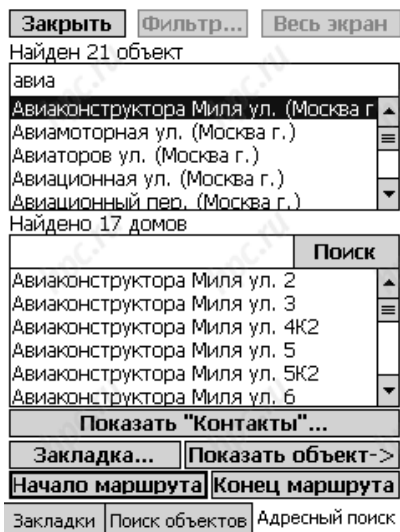 Закрыть Фильтр... Весь экран
Найден 21 объект
авиа
Авиаконструктора Миля ул. (Москва г
Авиамоторная ул. (Москва г.)
Авиаторов ул. (Москва г.)
Авиационная ул. (Москва г.)
Авиационный пер. (Москва г.)
Найдено 17 домов
Поиск
Авиаконструктора Миля ул. 2
Авиаконструктора Миля ул. 3
Авиаконструктора Миля ул. 4К2
Авиаконструктора Миля ул. 5
Авиаконструктора Миля ул. 5К2
Авиаконструктора Миля ул. 6
Показать "Контакты"...
Закладка... Показать объект->
Начало маршрута Конец маршрута
Закладки Поиск объектов Адресный поиск